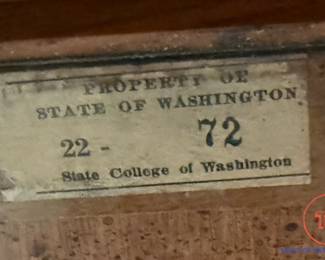 PROPERTY OF
STATE OF WASHINGTON
22 - 72
State College of Washington